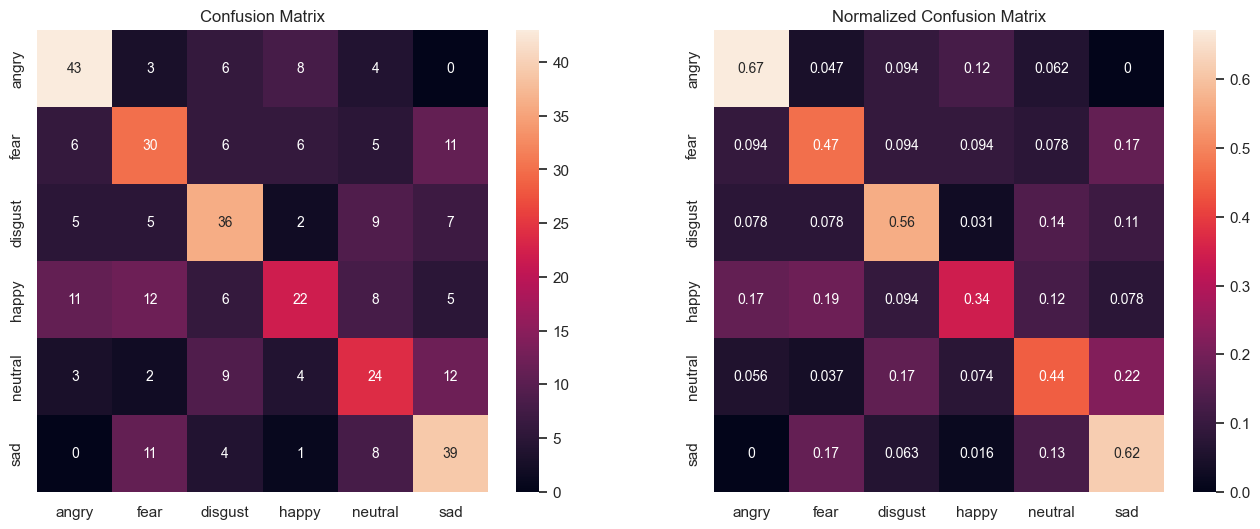 Confusion Matrix
angry 43 3 6 8 4 0
fear 6 30 6 6 5 11
disgust 5 5 36 2 9 7
happy 11 12 6 22 8 5
neutral 3 2 9 4 24 12
sad 0 11 4 1 8 39
angry fear disgust happy neutral sad
40
35
30
25
20
15
10
5
0
Normalized Confusion Matrix
angry 0.67 0.047 0.094 0.12 0.062 0
fear 0.094 0.47 0.094 0.094 0.078 0.17
disgust 0.078 0.078 0.56 0.031 0.14 0.11
happy 0.17 0.19 0.094 0.34 0.12 0.078
neutral 0.056 0.037 0.17 0.074 0.44 0.22
sad 0 0.17 0.063 0.016 0.13 0.62
angry fear disgust happy neutral sad
0.6
0.5
0.4
0.3
0.2
0.1
0.0